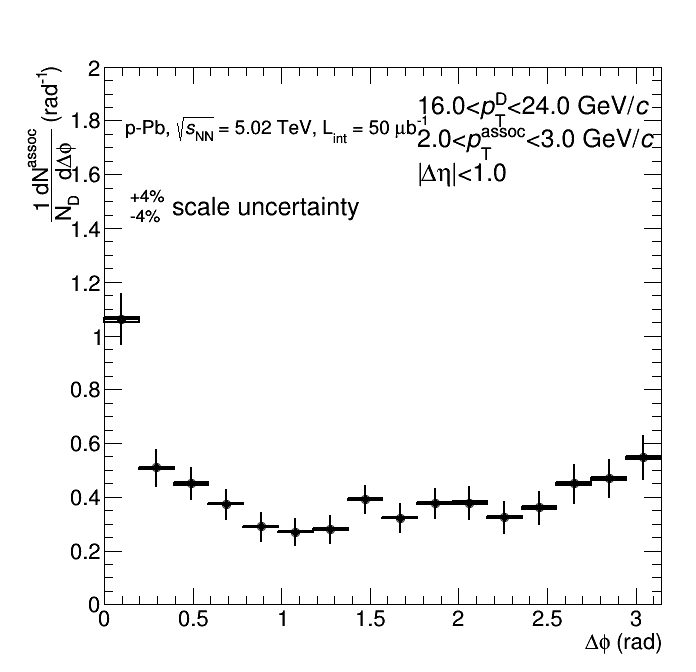 1 dN^assoc
N_D dΔφ (rad^-1)
p-Pb, √s_NN = 5.02 TeV, L_int = 50 μb^-1
16.0<p_T^D<24.0 GeV/c
2.0<p_T^assoc<3.0 GeV/c
|Δη|<1.0
+4%
-4% scale uncertainty
2
1.8
1.6
1.4
1.2
1
0.8
0.6
0.4
0.2
0
0 0.5 1 1.5 2 2.5 3
Δφ (rad)